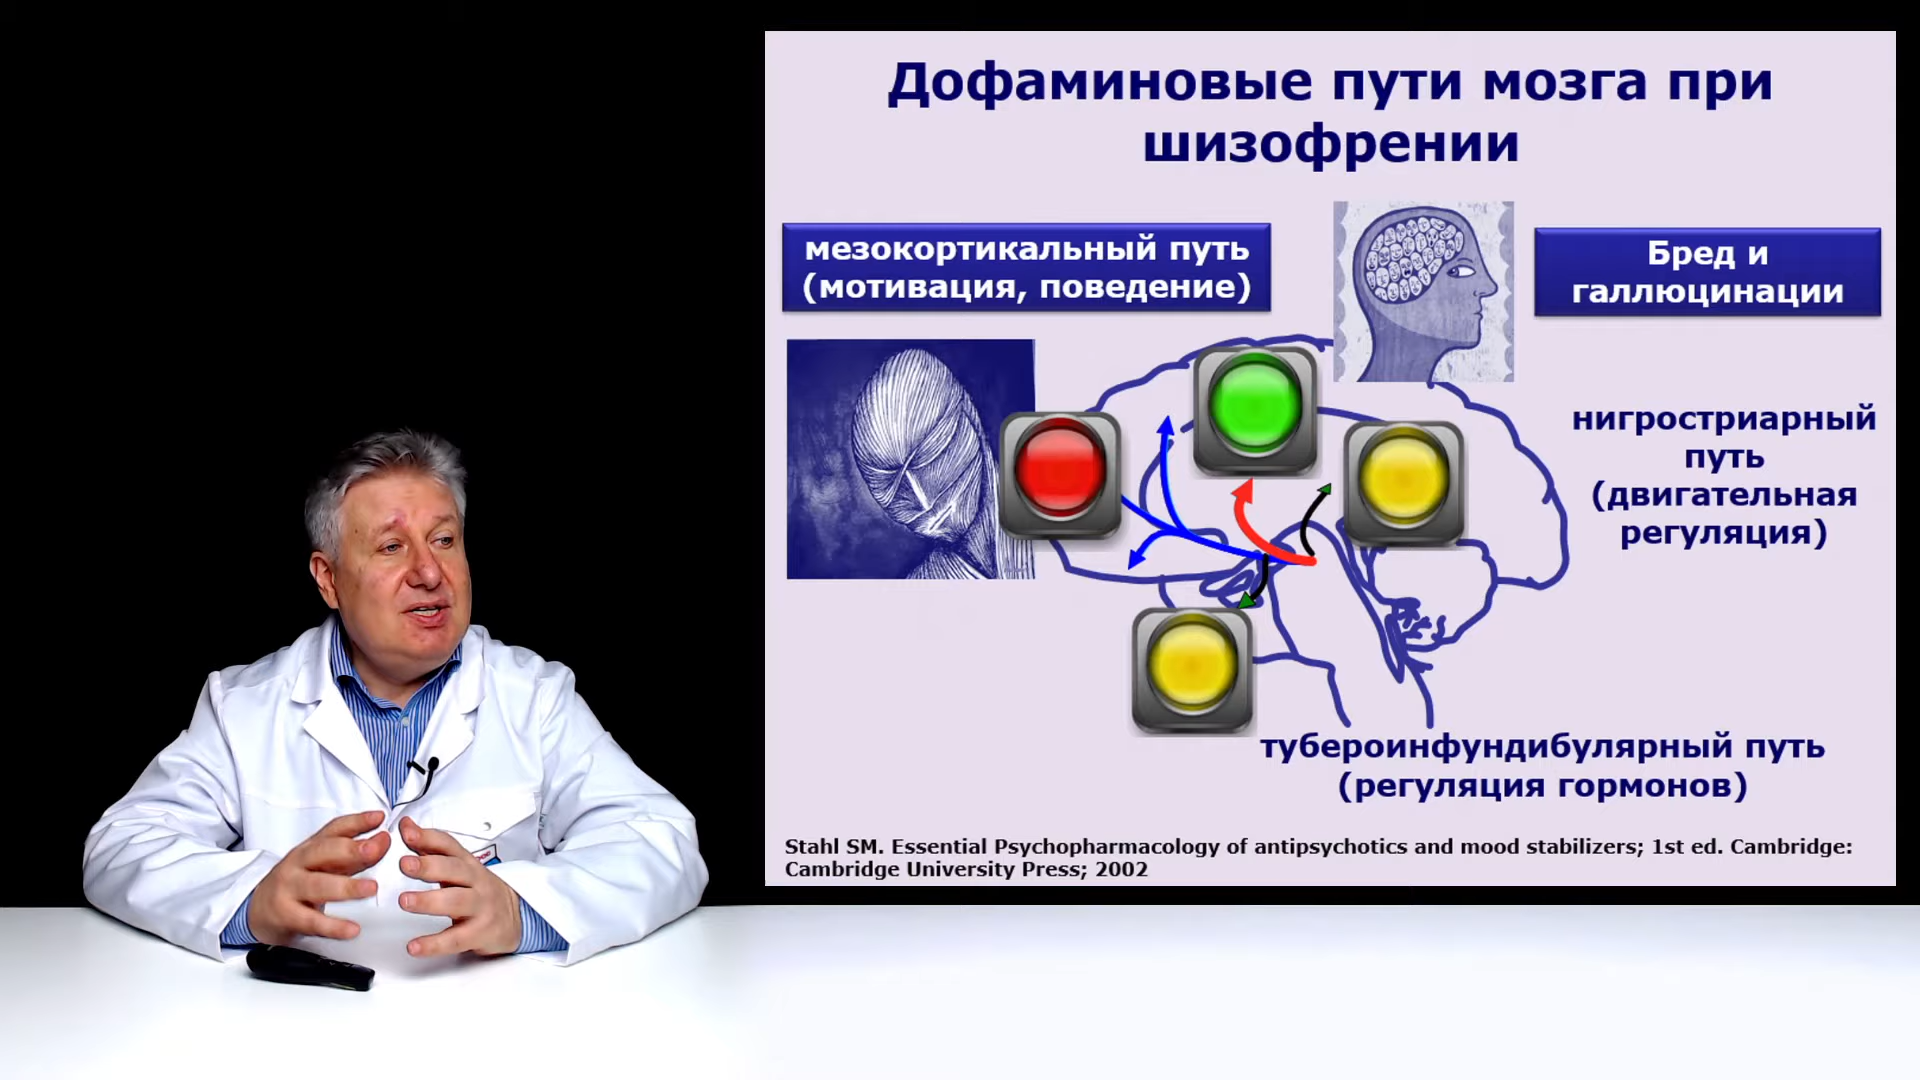 Дофаминовые пути мозга при
шизофрении
мезокортикальный путь
(мотивация, поведение)
Бред и
галлюцинации
нигростриарный
путь
(двигательная
регуляция)
тубероинфундибулярный путь
(регуляция гормонов)
Stahl SM. Essential Psychopharmacology of antipsychotics and mood stabilizers; 1st ed. Cambridge:
Cambridge University Press; 2002